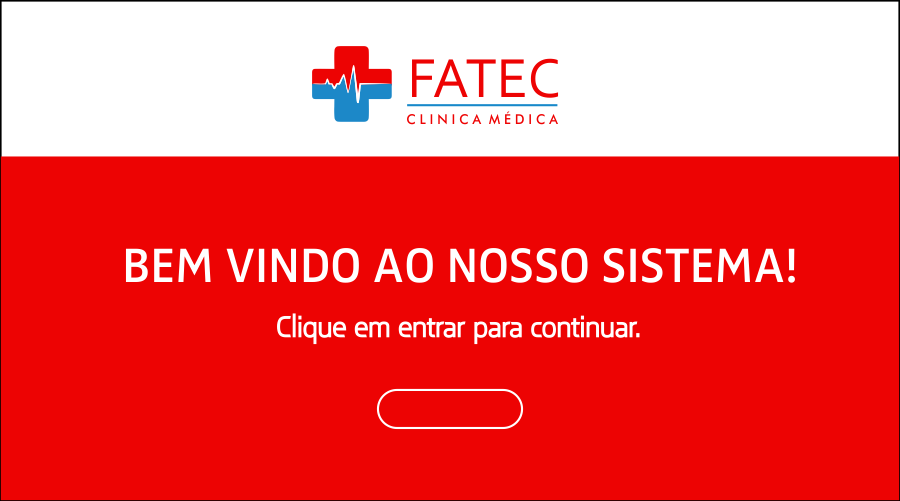 FATEC
CLINICA MÉDICA
BEM VINDO AO NOSSO SISTEMA!
Clique em entrar para continuar.